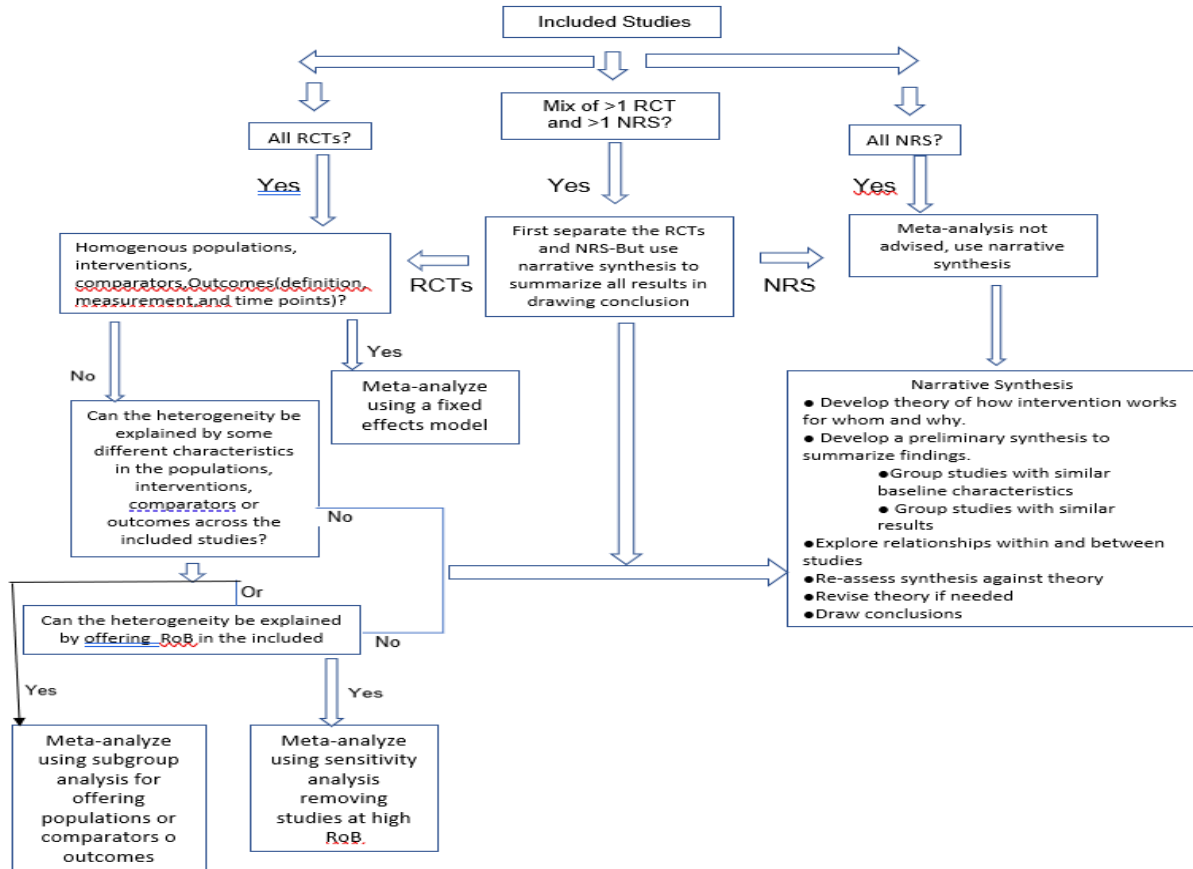 Included Studies
Mix of >1 RCT
and >1 NRS?
All RCTs?
All NRS?
Yes
Yes
Yes
Homogenous populations,
interventions,
comparators,Outcomes(definition,
measurement,and time points)?
RCTs
First separate the RCTs
and NRS-But use
narrative synthesis to
summarize all results in
drawing conclusion
NRS
Meta-analysis not
advised, use narrative
synthesis
No
Yes
Meta-analyze
using a fixed
effects model
Can the heterogeneity be
explained by some
different characteristics
in the populations,
interventions,
comparators or
outcomes across the
included studies?
No
Narrative Synthesis
● Develop theory of how intervention works
for whom and why.
● Develop a preliminary synthesis to
summarize findings.
●Group studies with similar
baseline characteristics
● Group studies with similar
results
●Explore relationships within and between
studies
●Re-assess synthesis against theory
●Revise theory if needed
●Draw conclusions
Or
Can the heterogeneity be explained
by offering RoB in the included
No
Yes
Yes
Meta-analyze
using subgroup
analysis for
offering
populations or
comparators o
outcomes
Meta-analyze
using sensitivity
analysis
removing
studies at high
RoB.